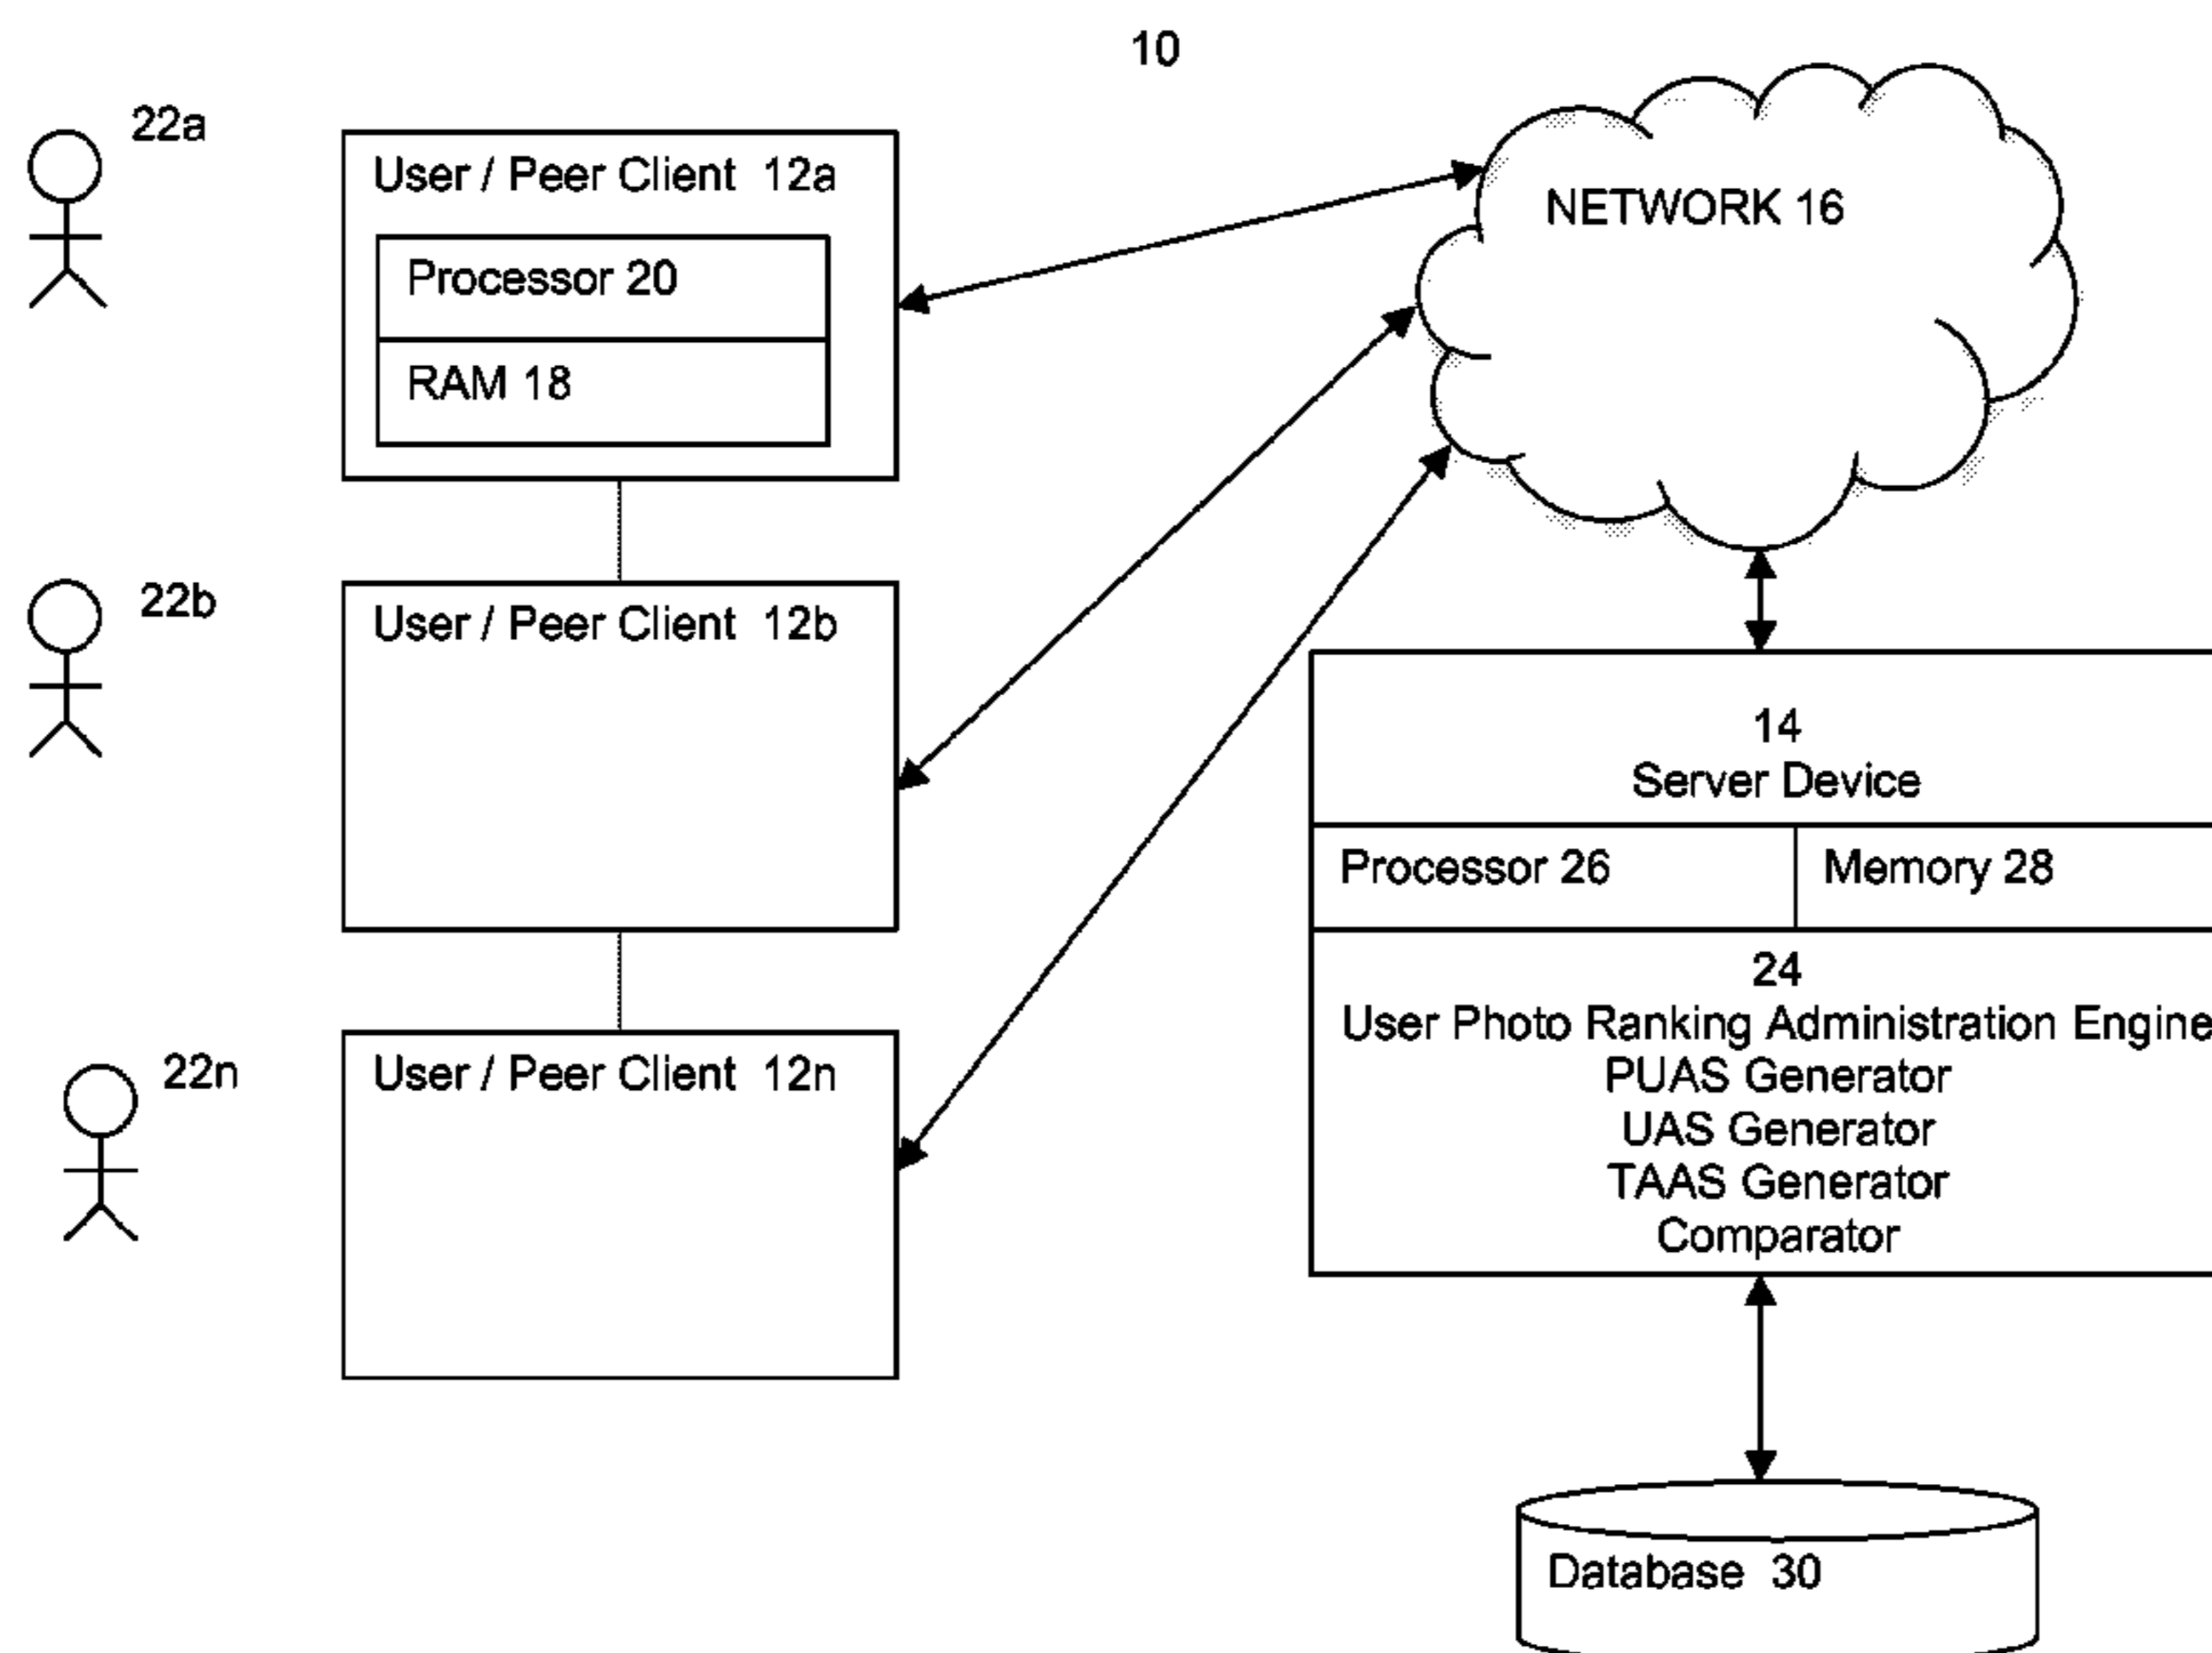 10
22a
User / Peer Client 12a
Processor 20
RAM 18
NETWORK 16
22b
User / Peer Client 12b
14
Server Device
Processor 26
Memory 28
24
User Photo Ranking Administration Engine
PUAS Generator
UAS Generator
TAAS Generator
Comparator
22n
User / Peer Client 12n
Database 30